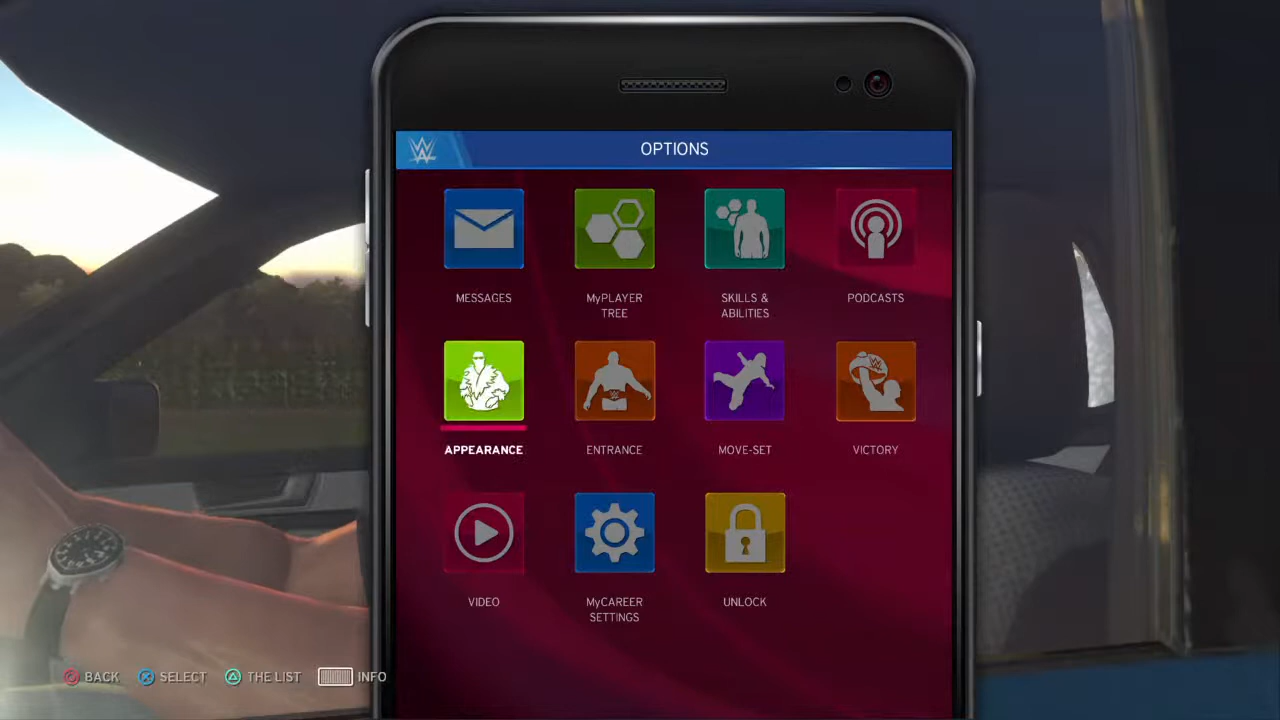 OPTIONS
MESSAGES
MyPLAYER
TREE
SKILLS &
ABILITIES
PODCASTS
APPEARANCE
ENTRANCE
MOVE-SET
VICTORY
VIDEO
MyCAREER
SETTINGS
UNLOCK
BACK SELECT THE LIST INFO